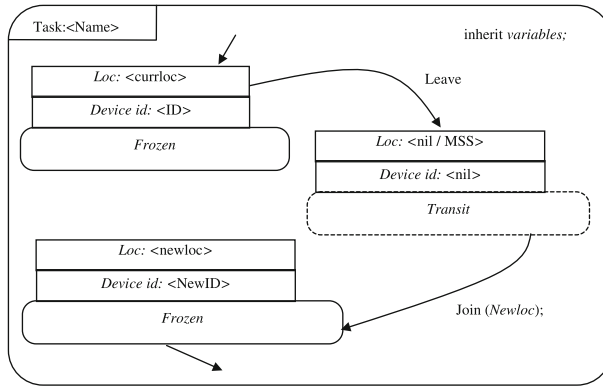 Task:<Name>
inherit variables;
Loc: <currloc>
Device id: <ID>
Frozen
Leave
Loc: <nil / MSS>
Device id: <nil>
Transit
Loc: <newloc>
Device id: <NewID>
Frozen
Join (Newloc);